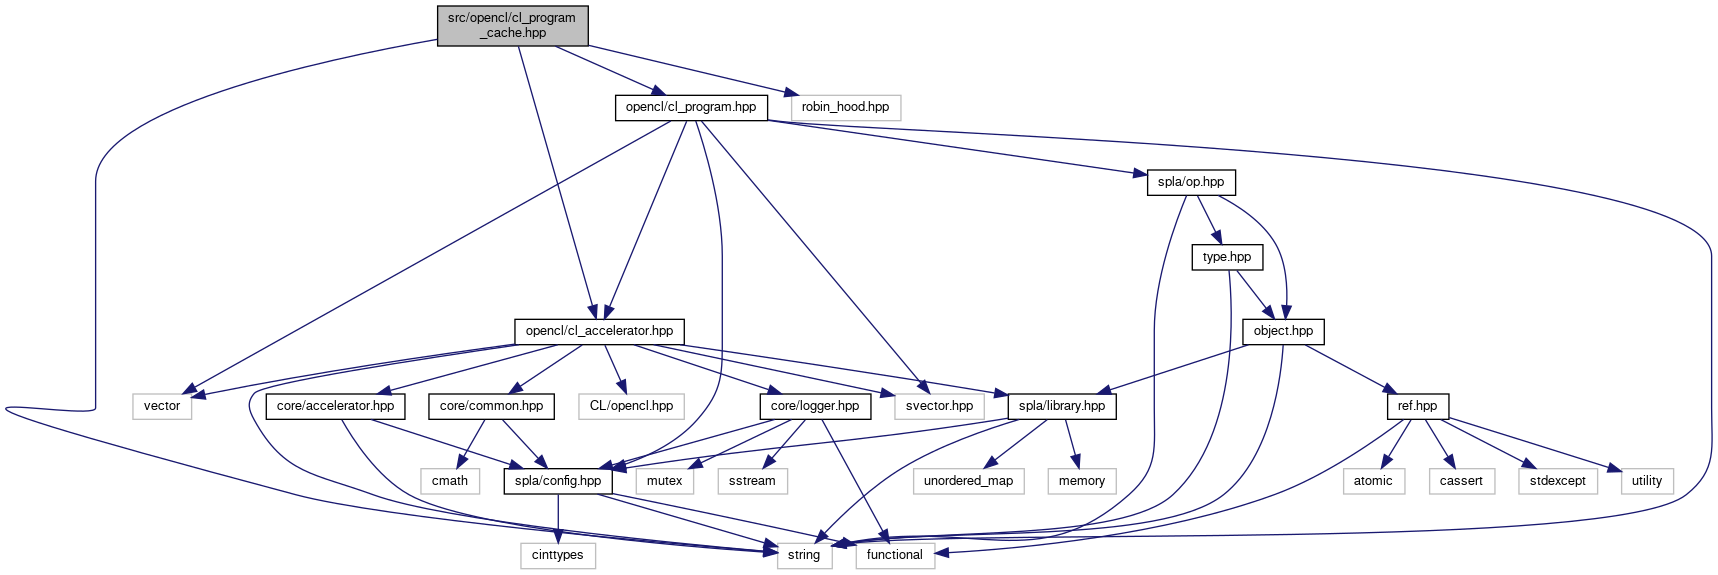 src/opencl/cl_program
_cache.hpp
opencl/cl_program.hpp
robin_hood.hpp
spla/op.hpp
type.hpp
opencl/cl_accelerator.hpp
object.hpp
vector
core/accelerator.hpp
core/common.hpp
CL/opencl.hpp
core/logger.hpp
svector.hpp
spla/library.hpp
ref.hpp
cmath
spla/config.hpp
mutex
sstream
unordered_map
memory
atomic
cassert
stdexcept
utility
cinttypes
string
functional